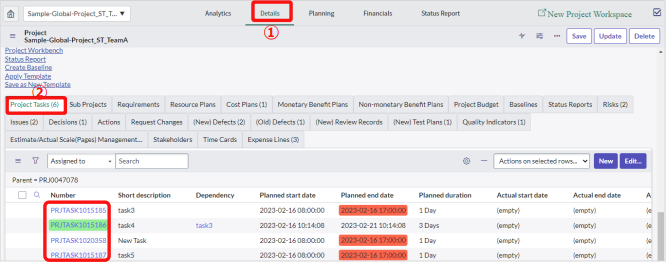 Sample-Global-Project_ST_T ▼ Analytics Details Planning Financials Status Report New Project Workspace
①
Project
Sample-Global-Project_ST_TeamA
Save Update Delete
Project Workbench
Status Report
Create Baseline
Apply Template
Save as New Template
②
Project Tasks (6) Sub Projects Requirements Resource Plans Cost Plans (1) Monetary Benefit Plans Non-monetary Benefit Plans Project Budget Baselines Status Reports Risks (2)
Issues (2) Decisions (1) Actions Request Changes (New) Defects (2) (Old) Defects (1) (New) Review Records (New) Test Plans (1) Quality Indicators (1)
Estimate/Actual Scale(Pages) Management... Stakeholders Time Cards Expense Lines (3)
Assigned to Search Actions on selected rows... New Edit...
Parent = PRJ0047078
Number Short description Dependency Planned start date Planned end date Planned duration Actual start date Actual end date A
PRJTASK1015185 task3 2023-02-16 08:00:00 2023-02-16 17:00:00 1 Day (empty) (empty) (e
PRJTASK1015186 task4 task3 2023-02-16 10:14:08 2023-02-21 10:14:08 3 Days (empty) (empty) (e
PRJTASK1020358 New Task 2023-02-16 08:00:00 2023-02-16 17:00:00 1 Day (empty) (empty) (e
PRJTASK1015187 task5 2023-02-16 08:00:00 2023-02-16 17:00:00 1 Day (empty) (empty) (e